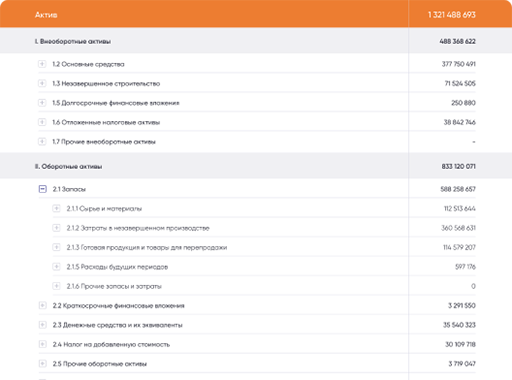 Актив 1 321 488 693
I. Внеоборотные активы 488 368 622
1.2 Основные средства 377 750 491
1.3 Незавершенное строительство 71 524 505
1.5 Долгосрочные финансовые вложения 250 880
1.6 Отложенные налоговые активы 38 842 746
1.7 Прочие внеоборотные активы -
II. Оборотные активы 833 120 071
2.1 Запасы 588 258 657
2.1.1 Сырье и материалы 112 513 644
2.1.2 Затраты в незавершенном производстве 360 568 631
2.1.3 Готовая продукция и товары для перепродажи 114 579 207
2.1.5 Расходы будущих периодов 597 176
2.1.6 Прочие запасы и затраты 0
2.2 Краткосрочные финансовые вложения 3 291 550
2.3 Денежные средства и их эквиваленты 35 540 323
2.4 Налог на добавленную стоимость 30 109 718
2.5 Прочие оборотные активы 3 719 047